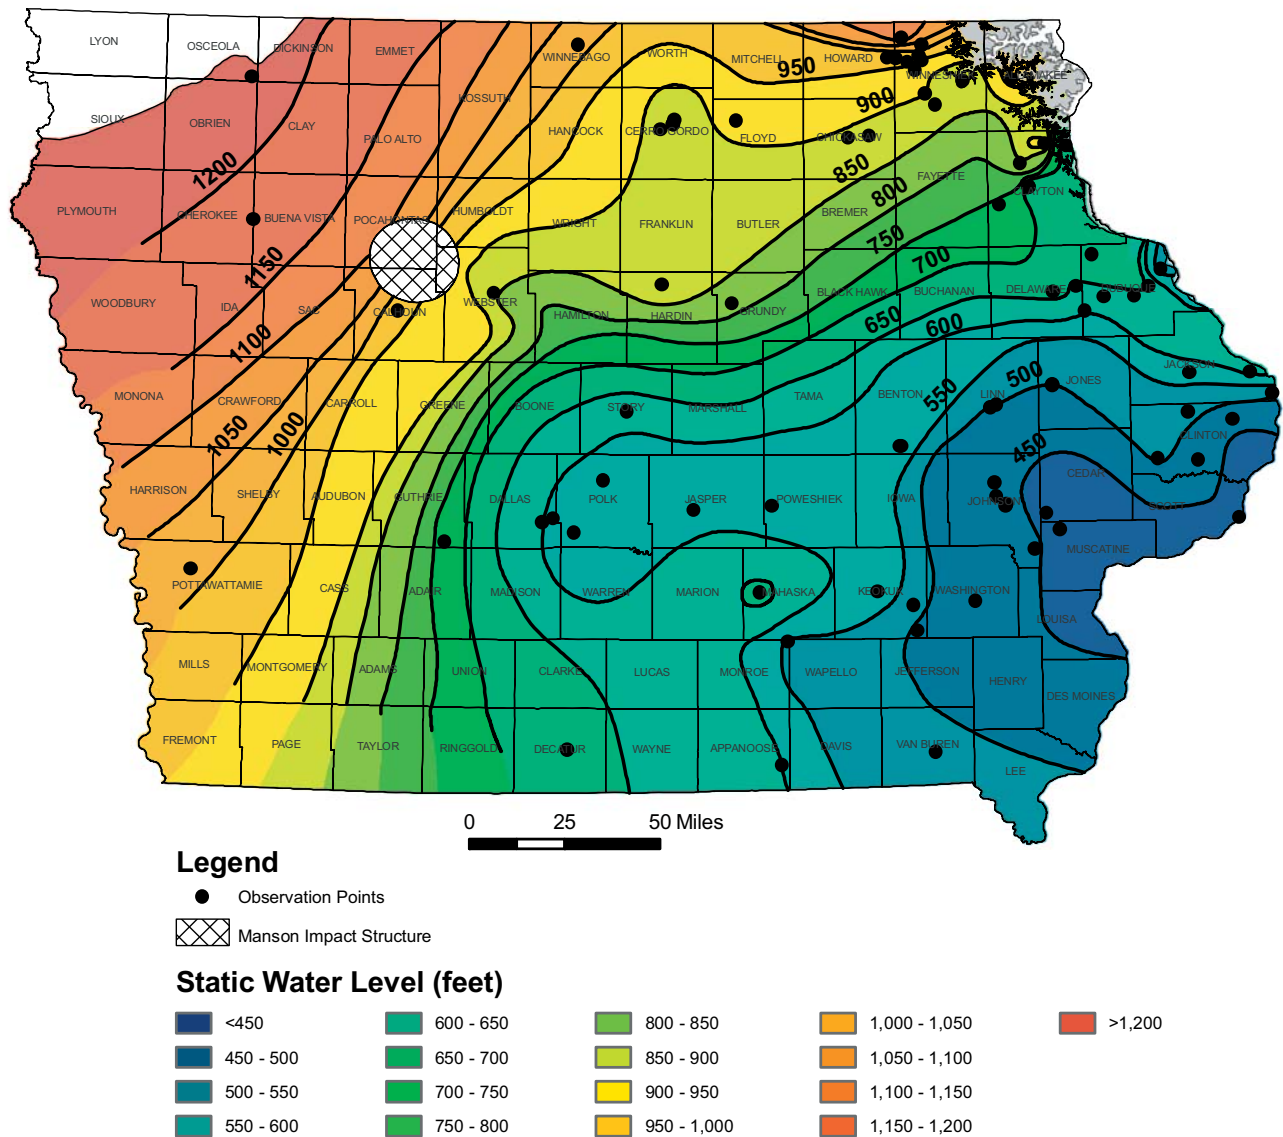 LYON
OSCEOLA
DICKINSON
EMMET
WINNEBAGO
WORTH
MITCHELL
HOWARD
WINNESHIEK
ALLAMAKEE
950
SIOUX
OBRIEN
CLAY
PALO ALTO
KOSSUTH
HANCOCK
CERRO GORDO
FLOYD
CHICKASAW
900
1200
PLYMOUTH
CHEROKEE
BUENA VISTA
POCAHONTAS
HUMBOLDT
WRIGHT
FRANKLIN
BUTLER
BREMER
FAYETTE
CLAYTON
850
800
750
700
1150
WOODBURY
IDA
SAC
CALHOUN
WEBSTER
HAMILTON
HARDIN
GRUNDY
BLACK HAWK
BUCHANAN
DELAWARE
DUBUQUE
650
600
1100
MONONA
CRAWFORD
CARROLL
GREENE
BOONE
STORY
MARSHALL
TAMA
BENTON
LINN
JONES
JACKSON
550
500
1050
1000
CLINTON
450
HARRISON
SHELBY
AUDUBON
GUTHRIE
DALLAS
POLK
JASPER
POWESHIEK
IOWA
JOHNSON
CEDAR
SCOTT
MUSCATINE
POTTAWATTAMIE
CASS
ADAIR
MADISON
WARREN
MARION
MAHASKA
KEOKUK
WASHINGTON
LOUISA
MILLS
MONTGOMERY
ADAMS
UNION
CLARKE
LUCAS
MONROE
WAPELLO
JEFFERSON
HENRY
DES MOINES
FREMONT
PAGE
TAYLOR
RINGGOLD
DECATUR
WAYNE
APPANOOSE
DAVIS
VAN BUREN
LEE
0 25 50 Miles
Legend
Observation Points
Manson Impact Structure
Static Water Level (feet)
<450
450 - 500
500 - 550
550 - 600
600 - 650
650 - 700
700 - 750
750 - 800
800 - 850
850 - 900
900 - 950
950 - 1,000
1,000 - 1,050
1,050 - 1,100
1,100 - 1,150
1,150 - 1,200
>1,200